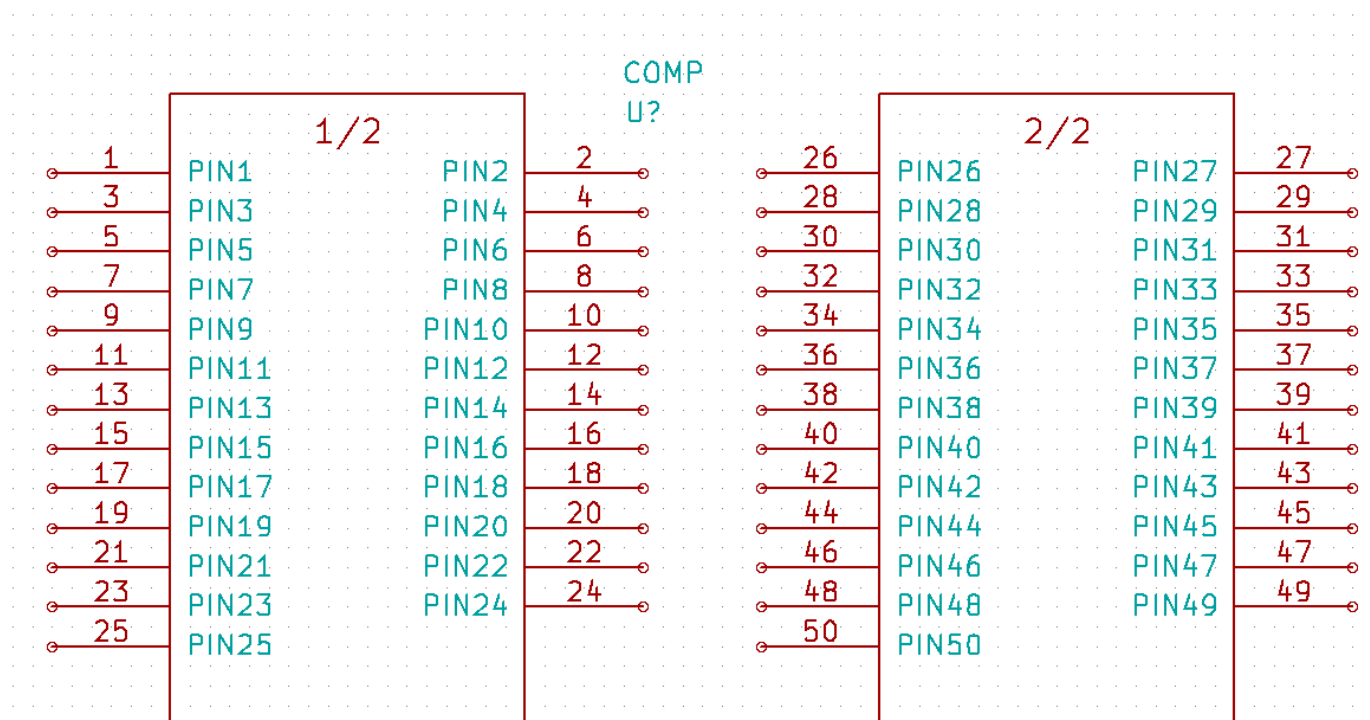 COMP
U?
1/2
1 PIN1 PIN2 2
3 PIN3 PIN4 4
5 PIN5 PIN6 6
7 PIN7 PIN8 8
9 PIN9 PIN10 10
11 PIN11 PIN12 12
13 PIN13 PIN14 14
15 PIN15 PIN16 16
17 PIN17 PIN18 18
19 PIN19 PIN20 20
21 PIN21 PIN22 22
23 PIN23 PIN24 24
25 PIN25
2/2
26 PIN26 PIN27 27
28 PIN28 PIN29 29
30 PIN30 PIN31 31
32 PIN32 PIN33 33
34 PIN34 PIN35 35
36 PIN36 PIN37 37
38 PIN38 PIN39 39
40 PIN40 PIN41 41
42 PIN42 PIN43 43
44 PIN44 PIN45 45
46 PIN46 PIN47 47
48 PIN48 PIN49 49
50 PIN50